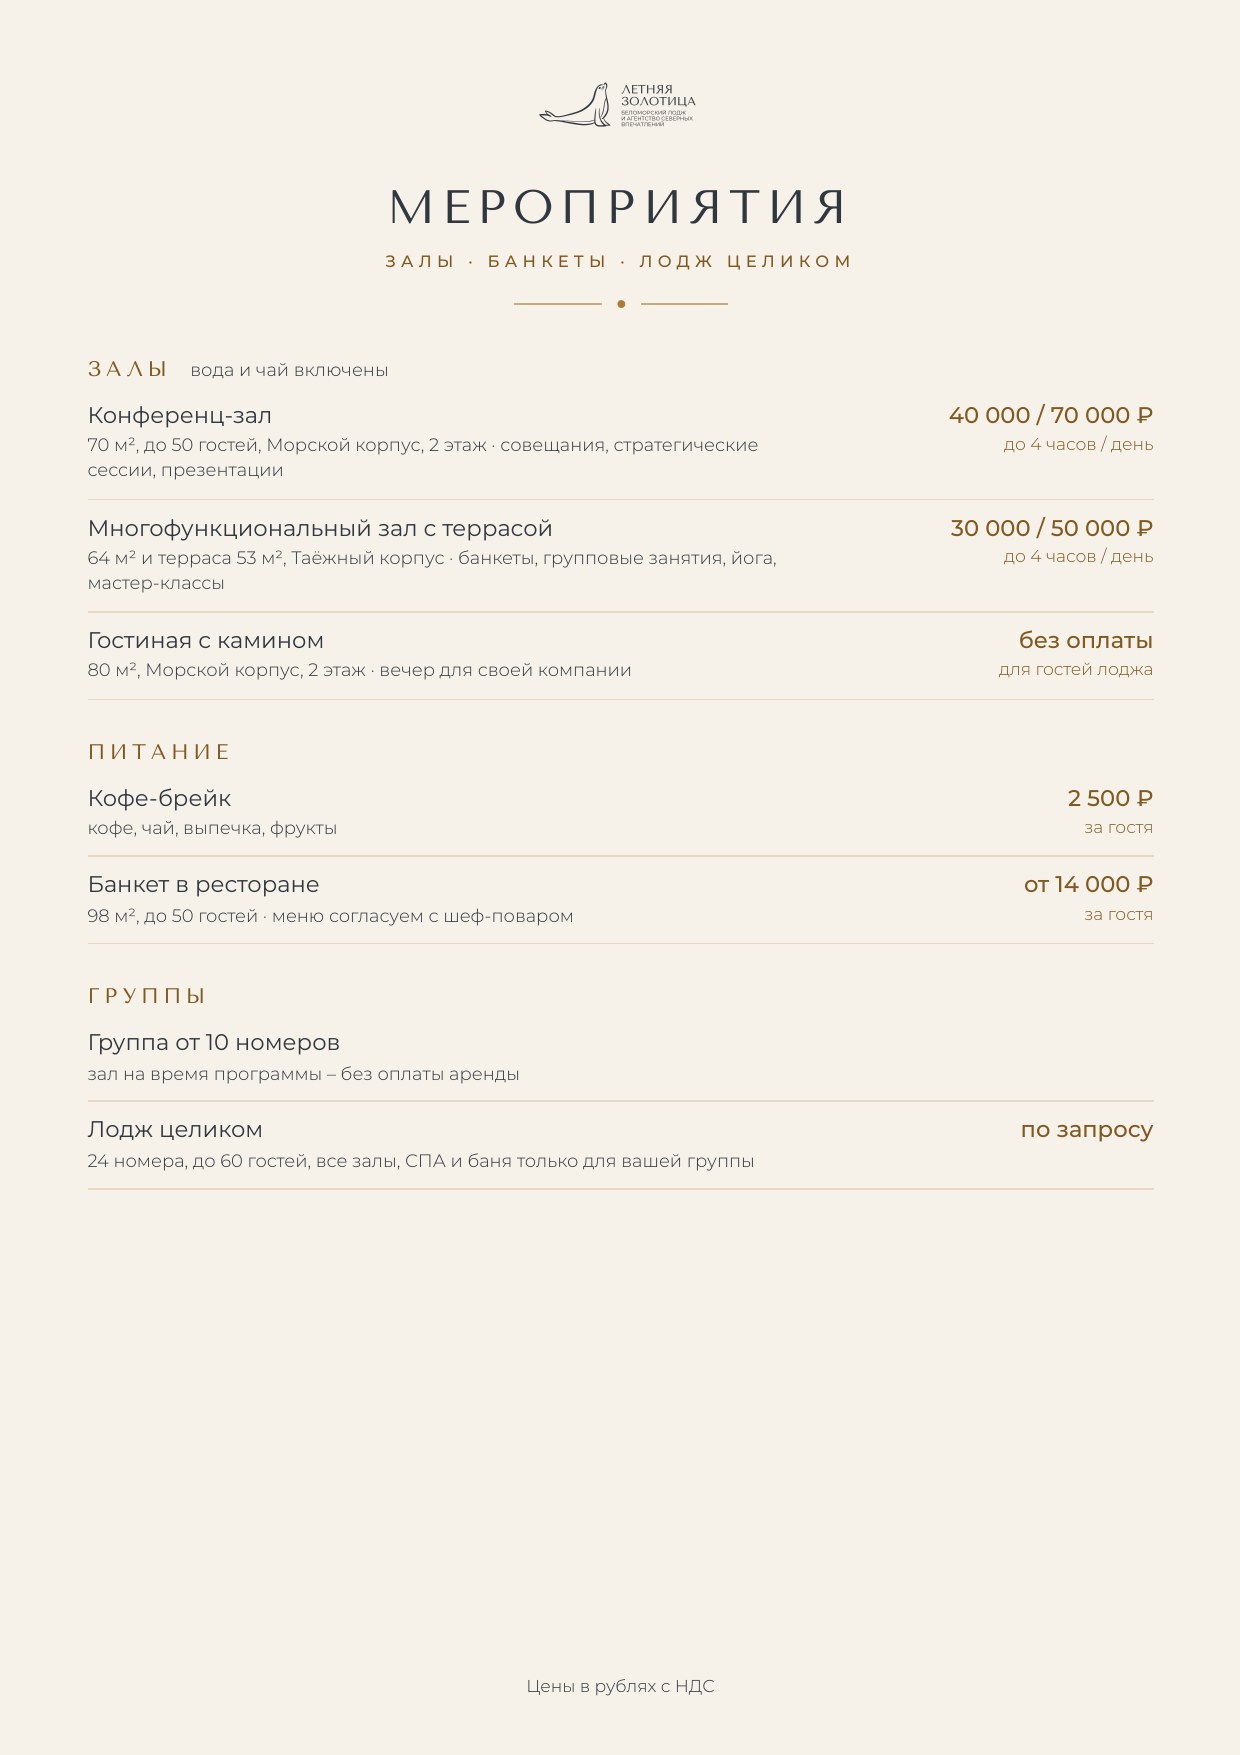 ЛЕТНЯЯ
ЗОЛОТИЦА
БЕЛОМОРСКИЙ ЛОДЖ
И АГЕНТСТВО СЕВЕРНЫХ
ВПЕЧАТЛЕНИЙ
МЕРОПРИЯТИЯ
ЗАЛЫ · БАНКЕТЫ · ЛОДЖ ЦЕЛИКОМ
ЗАЛЫ вода и чай включены
Конференц-зал 40 000 / 70 000 ₽
70 м², до 50 гостей, Морской корпус, 2 этаж · совещания, стратегические до 4 часов / день
сессии, презентации
Многофункциональный зал с террасой 30 000 / 50 000 ₽
64 м² и терраса 53 м², Таёжный корпус · банкеты, групповые занятия, йога, до 4 часов / день
мастер-классы
Гостиная с камином без оплаты
80 м², Морской корпус, 2 этаж · вечер для своей компании для гостей лоджа
ПИТАНИЕ
Кофе-брейк 2 500 ₽
кофе, чай, выпечка, фрукты за гостя
Банкет в ресторане от 14 000 ₽
98 м², до 50 гостей · меню согласуем с шеф-поваром за гостя
ГРУППЫ
Группа от 10 номеров
зал на время программы – без оплаты аренды
Лодж целиком по запросу
24 номера, до 60 гостей, все залы, СПА и баня только для вашей группы
Цены в рублях с НДС